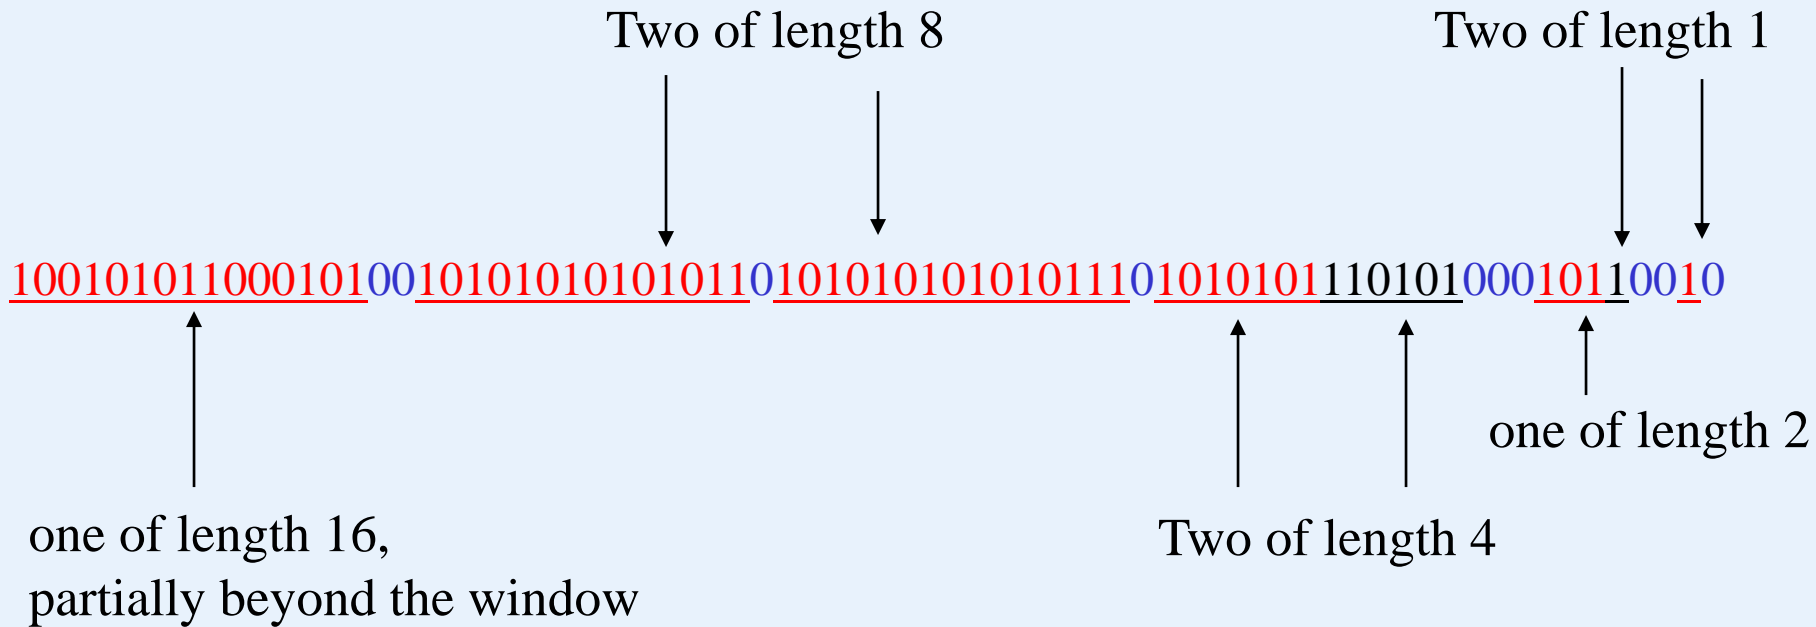 Two of length 8
Two of length 1
100101011000101001010101010101101010101010101110101010111010100010110010
one of length 2
Two of length 4
one of length 16,
partially beyond the window